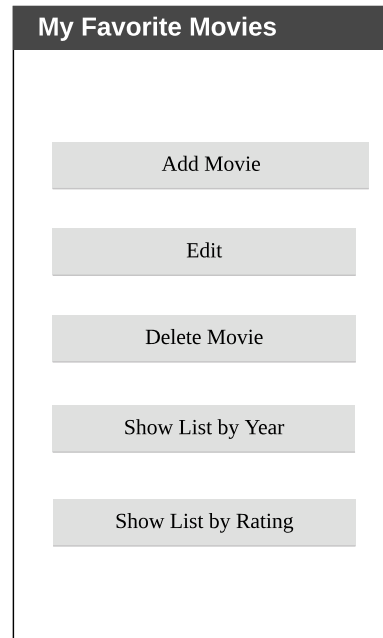 My Favorite Movies
Add Movie
Edit
Delete Movie
Show List by Year
Show List by Rating